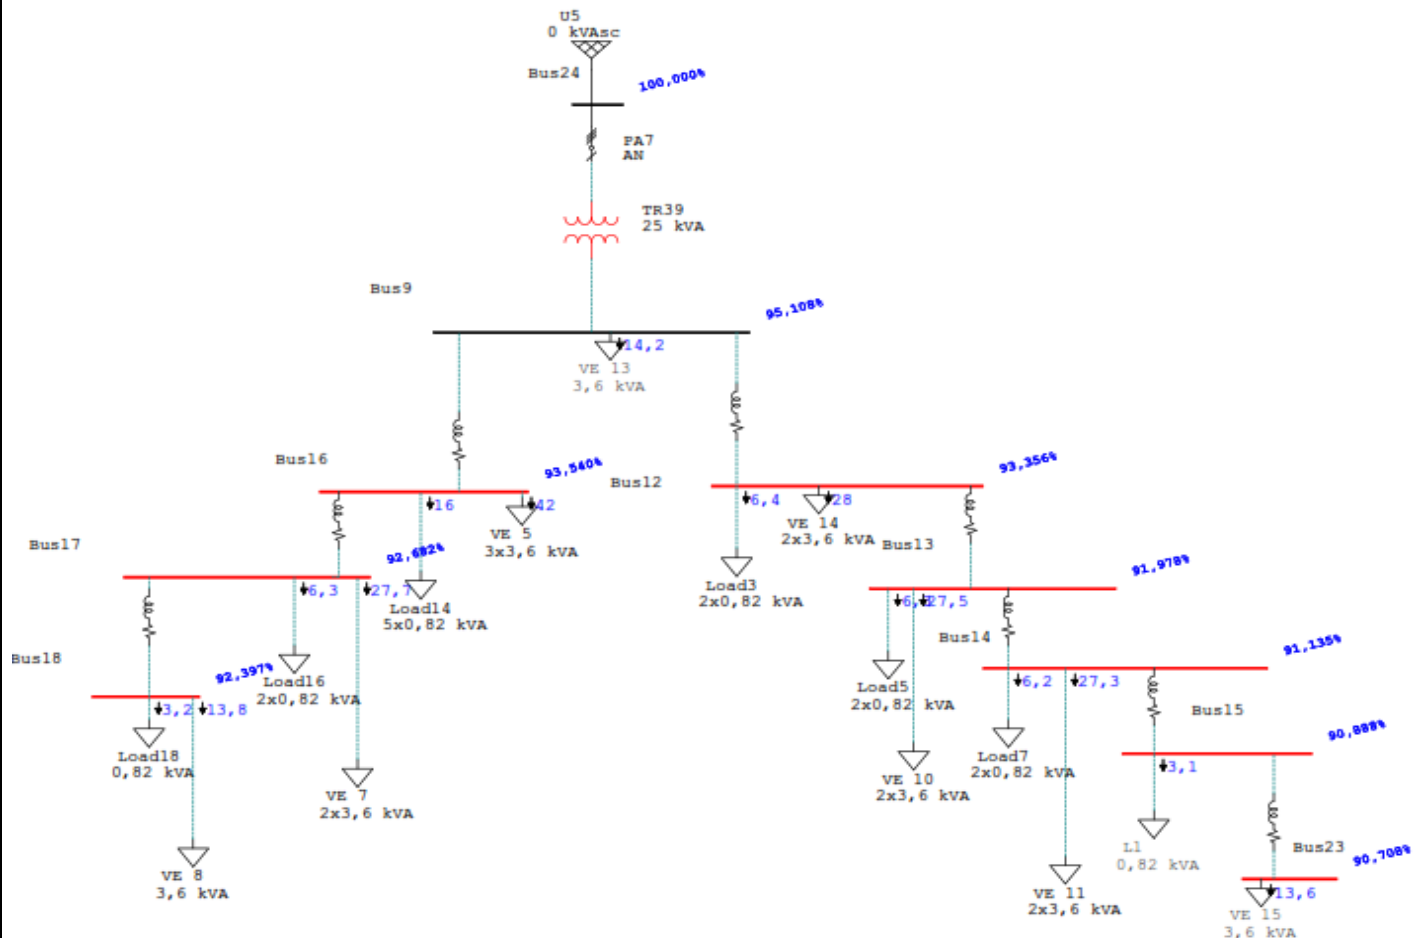 U5
0 kVAsc
Bus24
100,000%
PA7
AN
TR39
25 kVA
Bus9
95,108%
14,2
VE 13
3,6 kVA
Bus16
93,540%
16
42
VE 5
3x3,6 kVA
Bus12
93,356%
6,4
28
VE 14
2x3,6 kVA
Load3
2x0,82 kVA
Bus17
92,682%
6,3
27,7
Load14
5x0,82 kVA
Bus13
91,978%
27,5
Load5
2x0,82 kVA
VE 10
2x3,6 kVA
Bus18
92,397%
3,2
13,8
Load16
2x0,82 kVA
Load18
0,82 kVA
VE 7
2x3,6 kVA
VE 8
3,6 kVA
Bus14
91,135%
6,2
27,3
Load7
2x0,82 kVA
VE 11
2x3,6 kVA
Bus15
90,888%
3,1
L1
0,82 kVA
Bus23
90,708%
13,6
VE 15
3,6 kVA